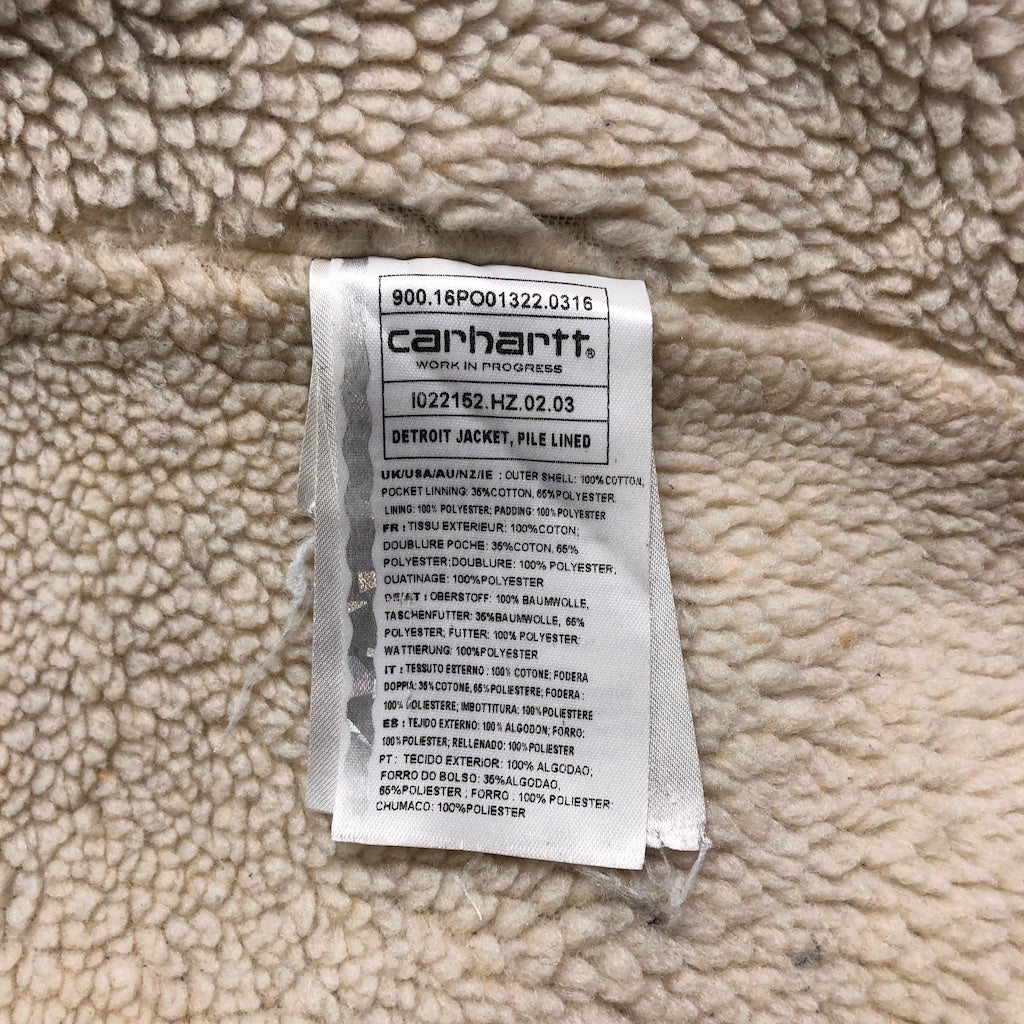 900.16PO01322.0316
carhartt®
WORK IN PROGRESS
I022152.HZ.02.03
DETROIT JACKET, PILE LINED
UK/USA/AU/NZ/IE : OUTER SHELL: 100% COTTON;
POCKET LINNING: 35%COTTON, 65%POLYESTER,
LINING: 100% POLYESTER; PADDING: 100%POLYESTER
FR : TISSU EXTERIEUR: 100%COTON;
DOUBLURE POCHE: 35%COTON, 65%
POLYESTER;DOUBLURE: 100% POLYESTER;
OUATINAGE: 100%POLYESTER
DE/AT : OBERSTOFF: 100% BAUMWOLLE,
TASCHENFUTTER: 35%BAUMWOLLE, 65%
POLYESTER; FUTTER: 100% POLYESTER;
WATTIERUNG: 100%POLYESTER
IT : TESSUTO ESTERNO : 100% COTONE; FODERA
DOPPIA: 35%COTONE, 65%POLIESTERE; FODERA:
100% POLIESTERE; IMBOTTITURA: 100%POLIESTERE
ES : TEJIDO EXTERNO: 100% ALGODON; FORRO:
100%POLIESTER; RELLENADO: 100%POLIESTER
PT : TECIDO EXTERIOR: 100% ALGODAO;
FORRO DO BOLSO: 35%ALGODAO,
65%POLIESTER ; FORRO : 100% POLIESTER;
CHUMACO: 100%POLIESTER